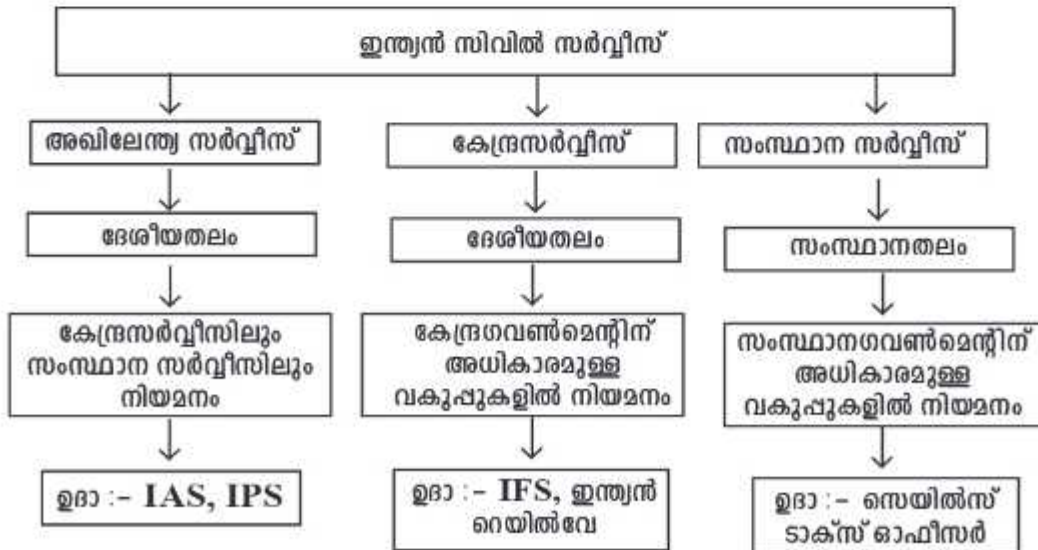 ഇന്ത്യൻ സിവിൽ സർവ്വീസ്
അഖിലേന്ത്യ സർവ്വീസ്
ദേശീയതലം
കേന്ദ്രസർവ്വീസിലും
സംസ്ഥാന സർവ്വീസിലും
നിയമനം
ഉദാ :- IAS, IPS
കേന്ദ്രസർവ്വീസ്
ദേശീയതലം
കേന്ദ്രഗവൺമെന്റിന്
അധികാരമുള്ള
വകുപ്പുകളിൽ നിയമനം
ഉദാ :- IFS, ഇന്ത്യൻ
റെയിൽവേ
സംസ്ഥാന സർവ്വീസ്
സംസ്ഥാനതലം
സംസ്ഥാനഗവൺമെന്റിന്
അധികാരമുള്ള
വകുപ്പുകളിൽ നിയമനം
ഉദാ :- സെയിൽസ്
ടാക്സ് ഓഫീസർ